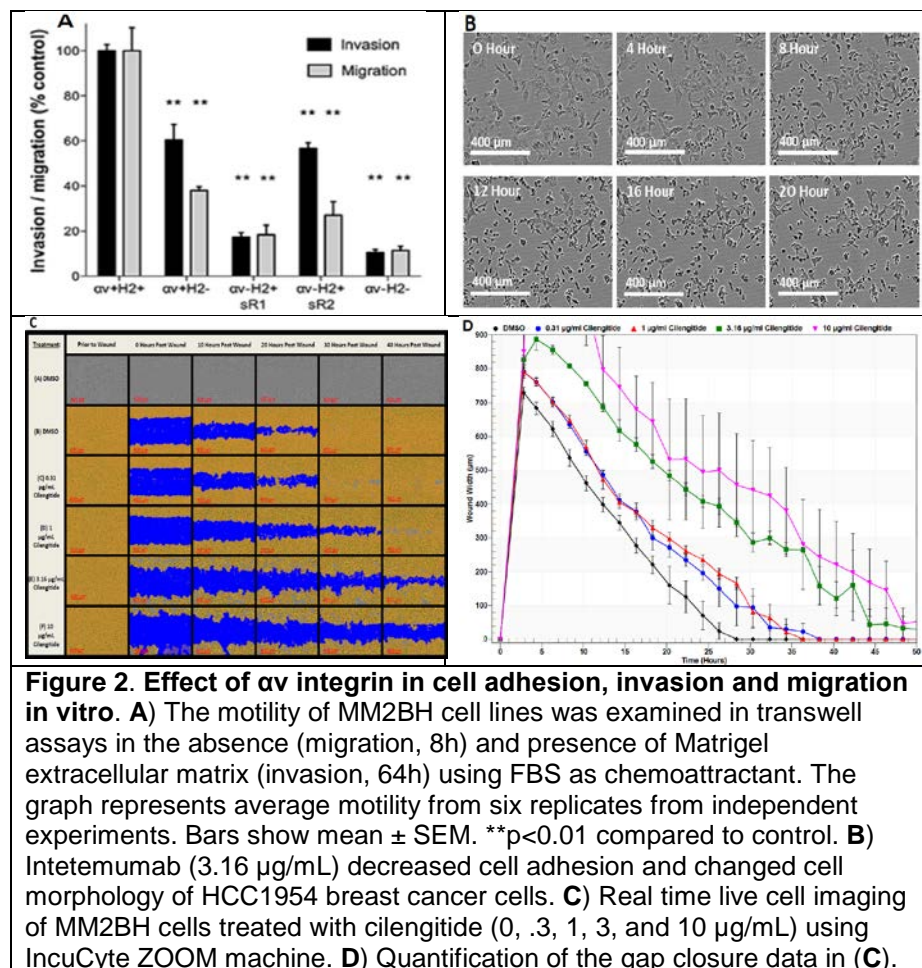 A
Invasion / migration (% control)
100
80
60
40
20
0
Invasion
Migration
** **
** **
** **
** **
αv+H2+
αv+H2-
αv-H2+
sR1
αv-H2+
sR2
αv-H2-
B
0 Hour
4 Hour
8 Hour
400 µm
400 µm
400 µm
12 Hour
16 Hour
20 Hour
400 µm
400 µm
400 µm
C
Treatment:
Prior to Wound
0 Hours Post Wound
10 Hours Post Wound
20 Hours Post Wound
30 Hours Post Wound
40 Hours Post Wound
(A) DMSO
(B) DMSO
(C) 0.31
µg/mL
Cilengitide
(D) 1
µg/mL
Cilengitide
(E) 3.16 µg/mL
Cilengitide
(F) 10
µg/mL
Cilengitide
D
DMSO
0.31 µg/ml Cilengitide
1 µg/ml Cilengitide
3.16 µg/ml Cilengitide
10 µg/ml Cilengitide
Wound Width (µm)
900
800
700
600
500
400
300
200
100
0
0 5 10 15 20 25 30 35 40 45 50
Time (Hours)
Figure 2. Effect of αv integrin in cell adhesion, invasion and migration
in vitro. A) The motility of MM2BH cell lines was examined in transwell
assays in the absence (migration, 8h) and presence of Matrigel
extracellular matrix (invasion, 64h) using FBS as chemoattractant. The
graph represents average motility from six replicates from independent
experiments. Bars show mean ± SEM. **p<0.01 compared to control. B)
Intetemumab (3.16 µg/mL) decreased cell adhesion and changed cell
morphology of HCC1954 breast cancer cells. C) Real time live cell imaging
of MM2BH cells treated with cilengitide (0, .3, 1, 3, and 10 µg/mL) using
IncuCyte ZOOM machine. D) Quantification of the gap closure data in (C).